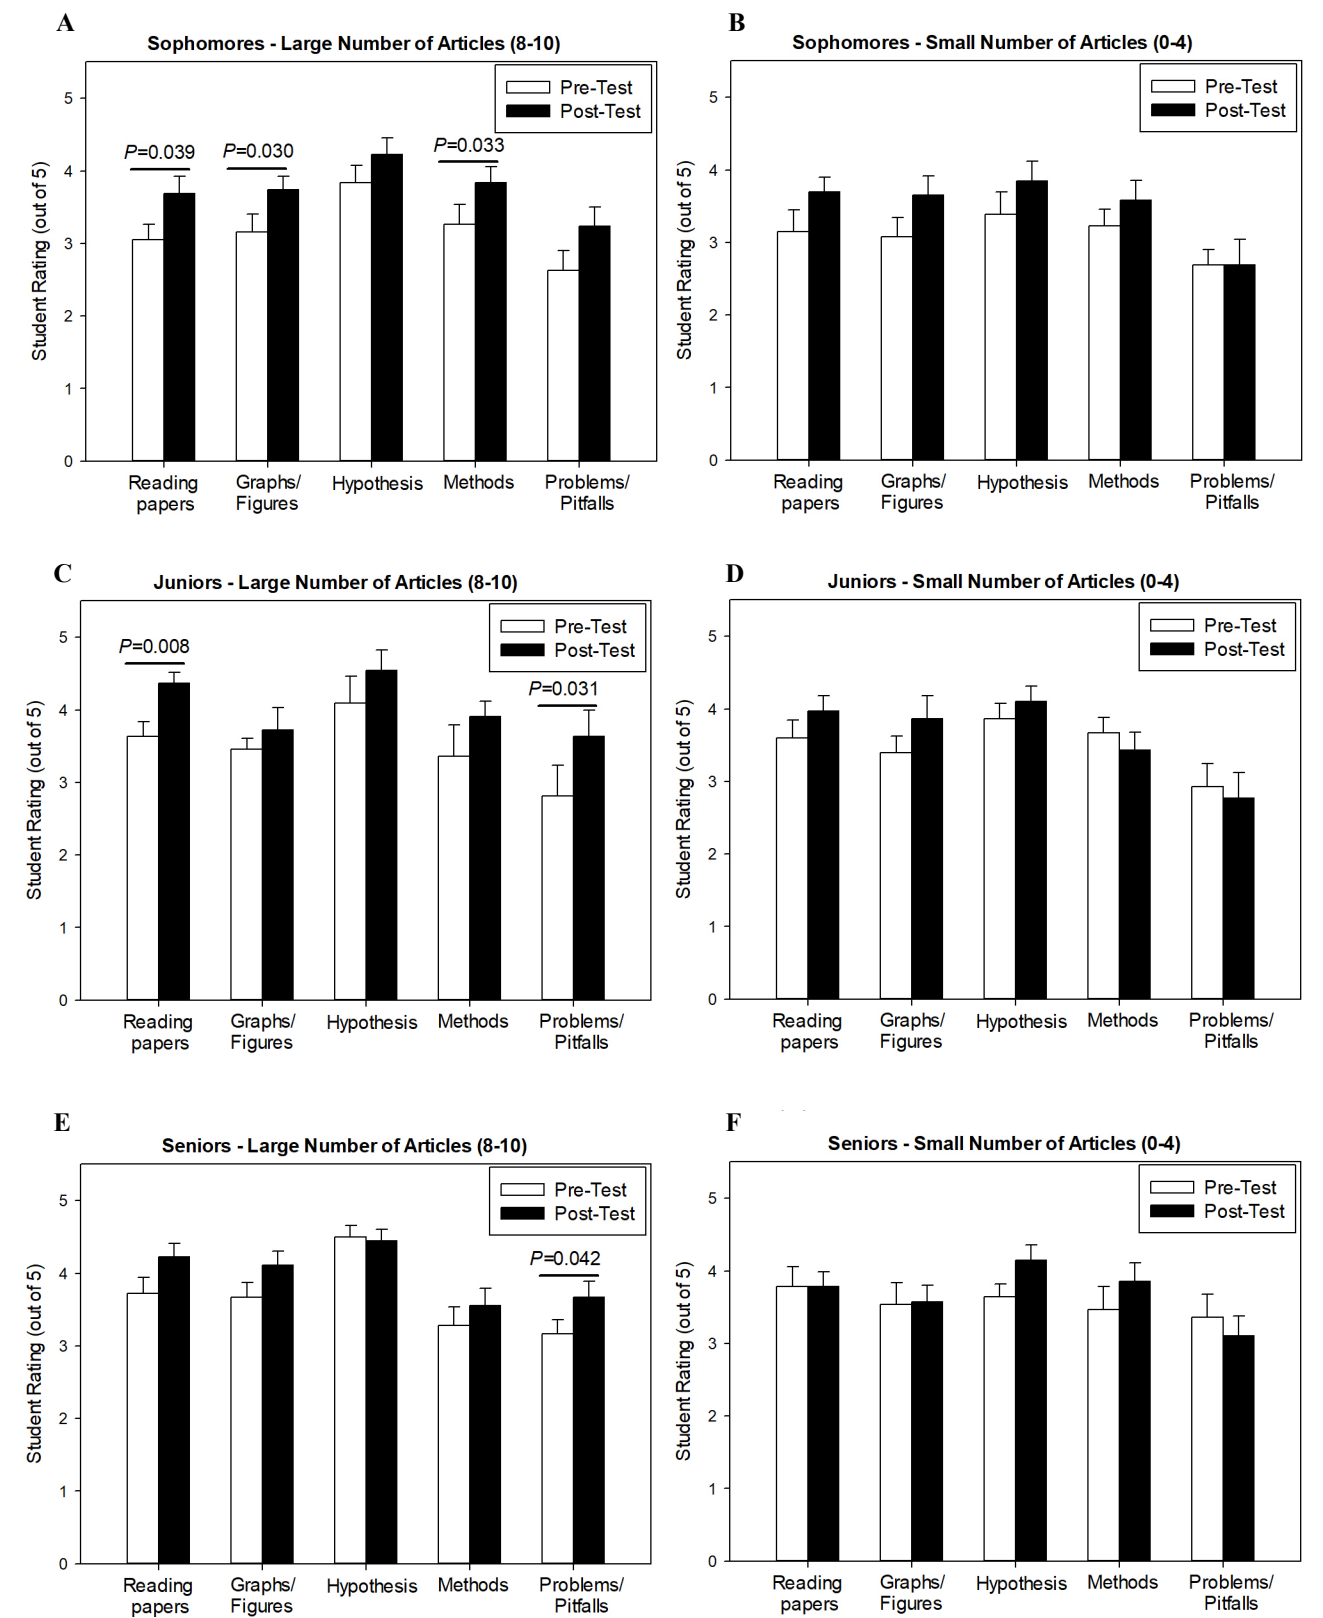 A
Sophomores - Large Number of Articles (8-10)
Pre-Test
Post-Test
P=0.039
P=0.030
P=0.033
Student Rating (out of 5)
5
4
3
2
1
0
Reading papers
Graphs/ Figures
Hypothesis
Methods
Problems/ Pitfalls
B
Sophomores - Small Number of Articles (0-4)
Pre-Test
Post-Test
Student Rating (out of 5)
5
4
3
2
1
0
Reading papers
Graphs/ Figures
Hypothesis
Methods
Problems/ Pitfalls
C
Juniors - Large Number of Articles (8-10)
Pre-Test
Post-Test
P=0.008
P=0.031
Student Rating (out of 5)
5
4
3
2
1
0
Reading papers
Graphs/ Figures
Hypothesis
Methods
Problems/ Pitfalls
D
Juniors - Small Number of Articles (0-4)
Pre-Test
Post-Test
Student Rating (out of 5)
5
4
3
2
1
0
Reading papers
Graphs/ Figures
Hypothesis
Methods
Problems/ Pitfalls
E
Seniors - Large Number of Articles (8-10)
Pre-Test
Post-Test
P=0.042
Student Rating (out of 5)
5
4
3
2
1
0
Reading papers
Graphs/ Figures
Hypothesis
Methods
Problems/ Pitfalls
F
Seniors - Small Number of Articles (0-4)
Pre-Test
Post-Test
Student Rating (out of 5)
5
4
3
2
1
0
Reading papers
Graphs/ Figures
Hypothesis
Methods
Problems/ Pitfalls